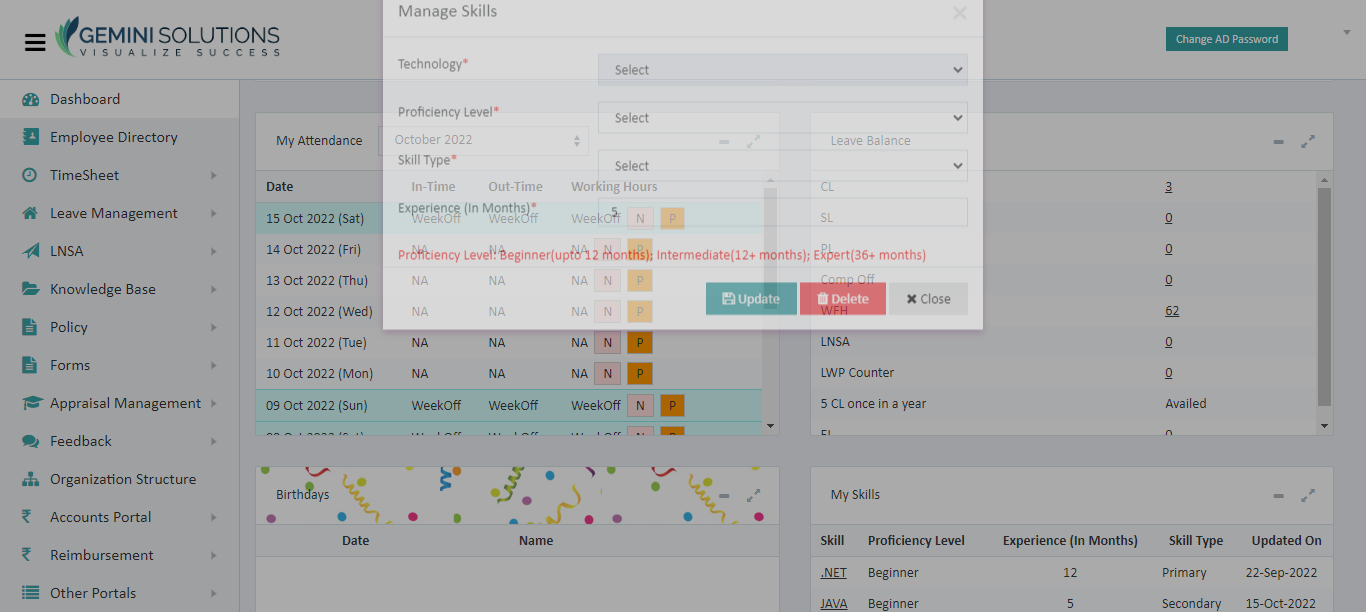 GEMINI SOLUTIONS
VISUALIZE SUCCESS
Change AD Password
Manage Skills
Technology*
Select
Proficiency Level*
Select
Skill Type*
Select
Experience (In Months)*
5
Proficiency Level: Beginner(upto 12 months); Intermediate(12+ months); Expert(36+ months)
Update
Delete
Close
Dashboard
Employee Directory
TimeSheet
Leave Management
LNSA
Knowledge Base
Policy
Forms
Appraisal Management
Feedback
Organization Structure
Accounts Portal
Reimbursement
Other Portals
My Attendance
October 2022
Date In-Time Out-Time Working Hours
15 Oct 2022 (Sat) WeekOff WeekOff WeekOff N P
14 Oct 2022 (Fri) NA NA NA N P
13 Oct 2022 (Thu) NA NA NA N P
12 Oct 2022 (Wed) NA NA NA N P
11 Oct 2022 (Tue) NA NA NA N P
10 Oct 2022 (Mon) NA NA NA N P
09 Oct 2022 (Sun) WeekOff WeekOff WeekOff N P
Leave Balance
CL 3
SL 0
PL 0
Comp Off 0
WFH 62
LNSA 0
LWP Counter 0
5 CL once in a year Availed
Birthdays
Date Name
My Skills
Skill Proficiency Level Experience (In Months) Skill Type Updated On
.NET Beginner 12 Primary 22-Sep-2022
JAVA Beginner 5 Secondary 15-Oct-2022